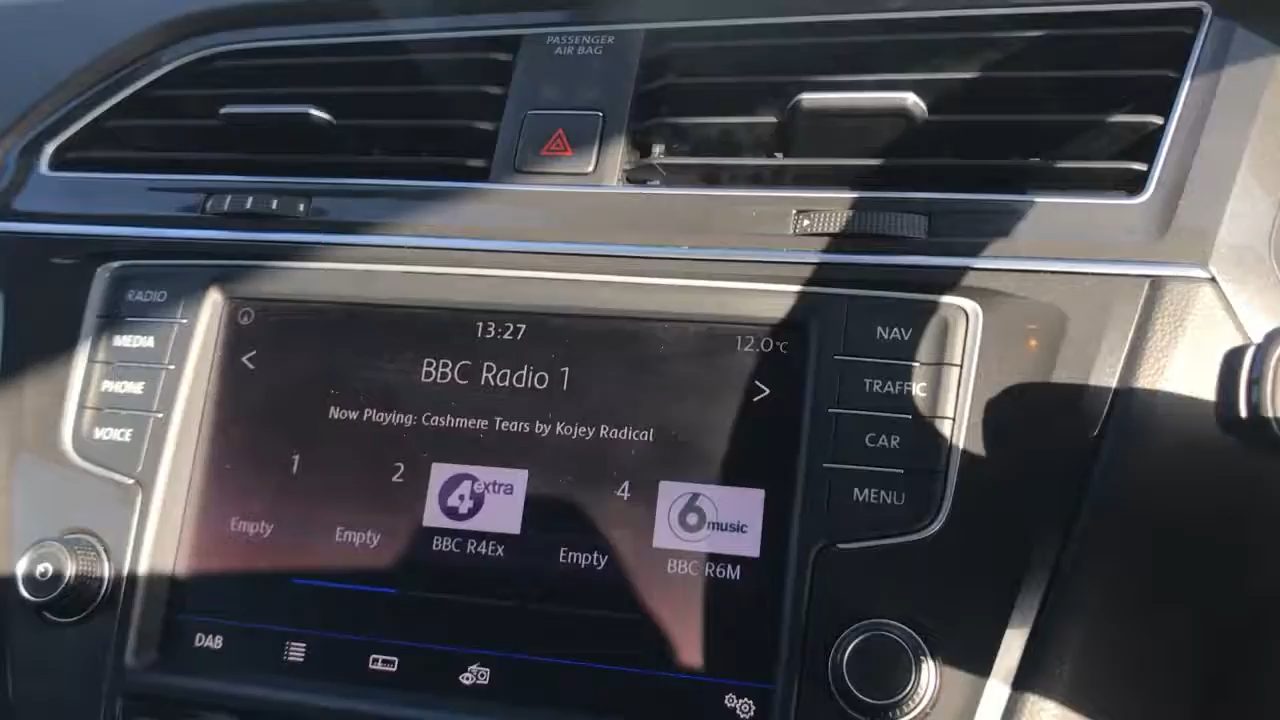 PASSENGER
AIR BAG
RADIO
MEDIA
PHONE
VOICE
13:27
12.0°C
<
BBC Radio 1
>
Now Playing: Cashmere Tears by Kojey Radical
1
Empty
2
Empty
4extra
BBC R4Ex
4
Empty
6music
BBC R6M
DAB
NAV
TRAFFIC
CAR
MENU